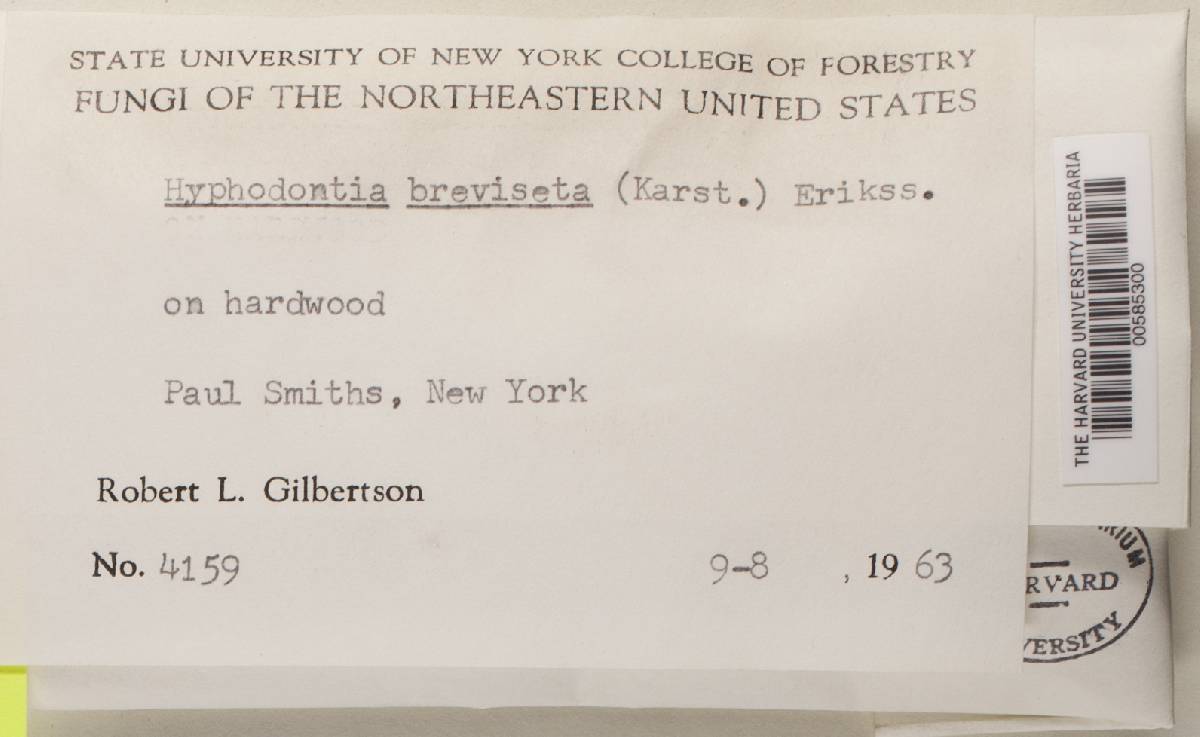 STATE UNIVERSITY OF NEW YORK COLLEGE OF FORESTRY
FUNGI OF THE NORTHEASTERN UNITED STATES
Hyphodontia breviseta (Karst.) Erikss.
on hardwood
Paul Smiths, New York
Robert L. Gilbertson
No. 4159 9-8 , 19 63
THE HARVARD UNIVERSITY HERBARIA
00585300
RIUM
RVARD
VERSITY